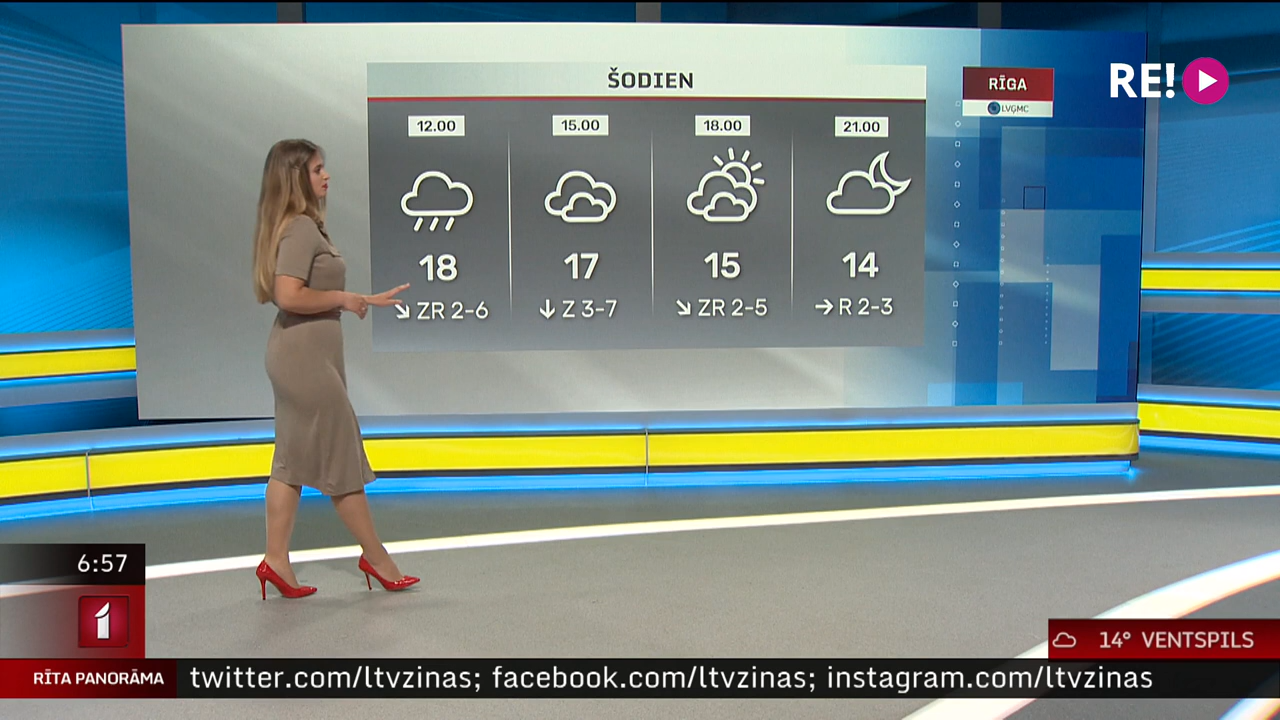 ŠODIEN
RĪGA
LVĢMC
RE!
12.00
15.00
18.00
21.00
18
17
15
14
ZR 2-6
Z 3-7
ZR 2-5
R 2-3
6:57
1
14° VENTSPILS
RĪTA PANORĀMA
twitter.com/ltvzinas; facebook.com/ltvzinas; instagram.com/ltvzinas